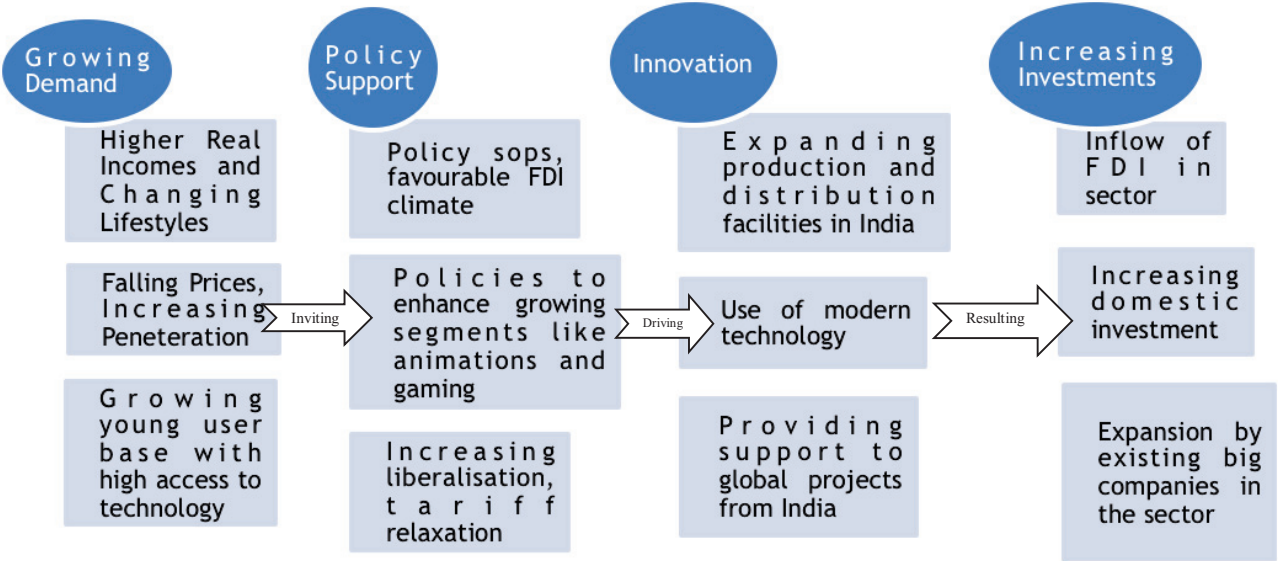 Growing
Demand
Higher Real
Incomes and
Changing
Lifestyles
Falling Prices,
Increasing
Peneteration
Growing
young user
base with
high access to
technology
Inviting
Policy
Support
Policy sops,
favourable FDI
climate
Policies to
enhance growing
segments like
animations and
gaming
Increasing
liberalisation,
tariff
relaxation
Driving
Innovation
Expanding
production and
distribution
facilities in India
Use of modern
technology
Providing
support to
global projects
from India
Resulting
Increasing
Investments
Inflow of
FDI in
sector
Increasing
domestic
investment
Expansion by
existing big
companies in
the sector